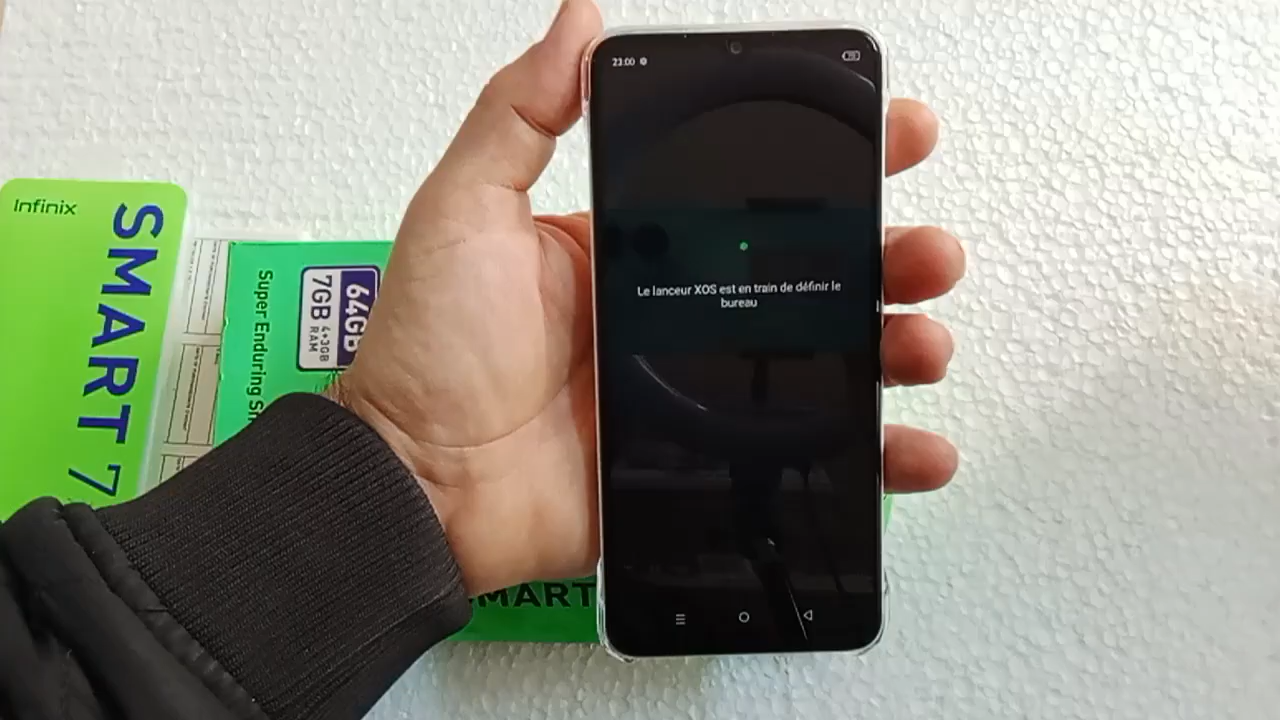 Infinix
SMART 7
Super Enduring
64GB
7GB
4+3GB
RAM
23:00
Le lanceur XOS est en train de définir le
bureau
SMART